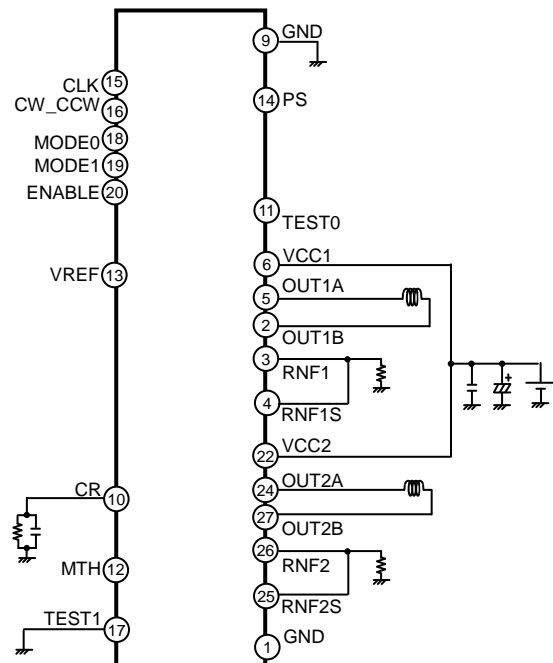 9 GND
15 CLK
16 CW_CCW
14 PS
18 MODE0
19 MODE1
20 ENABLE
11 TEST0
6 VCC1
13 VREF
5 OUT1A
2 OUT1B
3 RNF1
4 RNF1S
+
22 VCC2
24 OUT2A
10 CR
27 OUT2B
26 RNF2
12 MTH
25 RNF2S
17 TEST1
1 GND